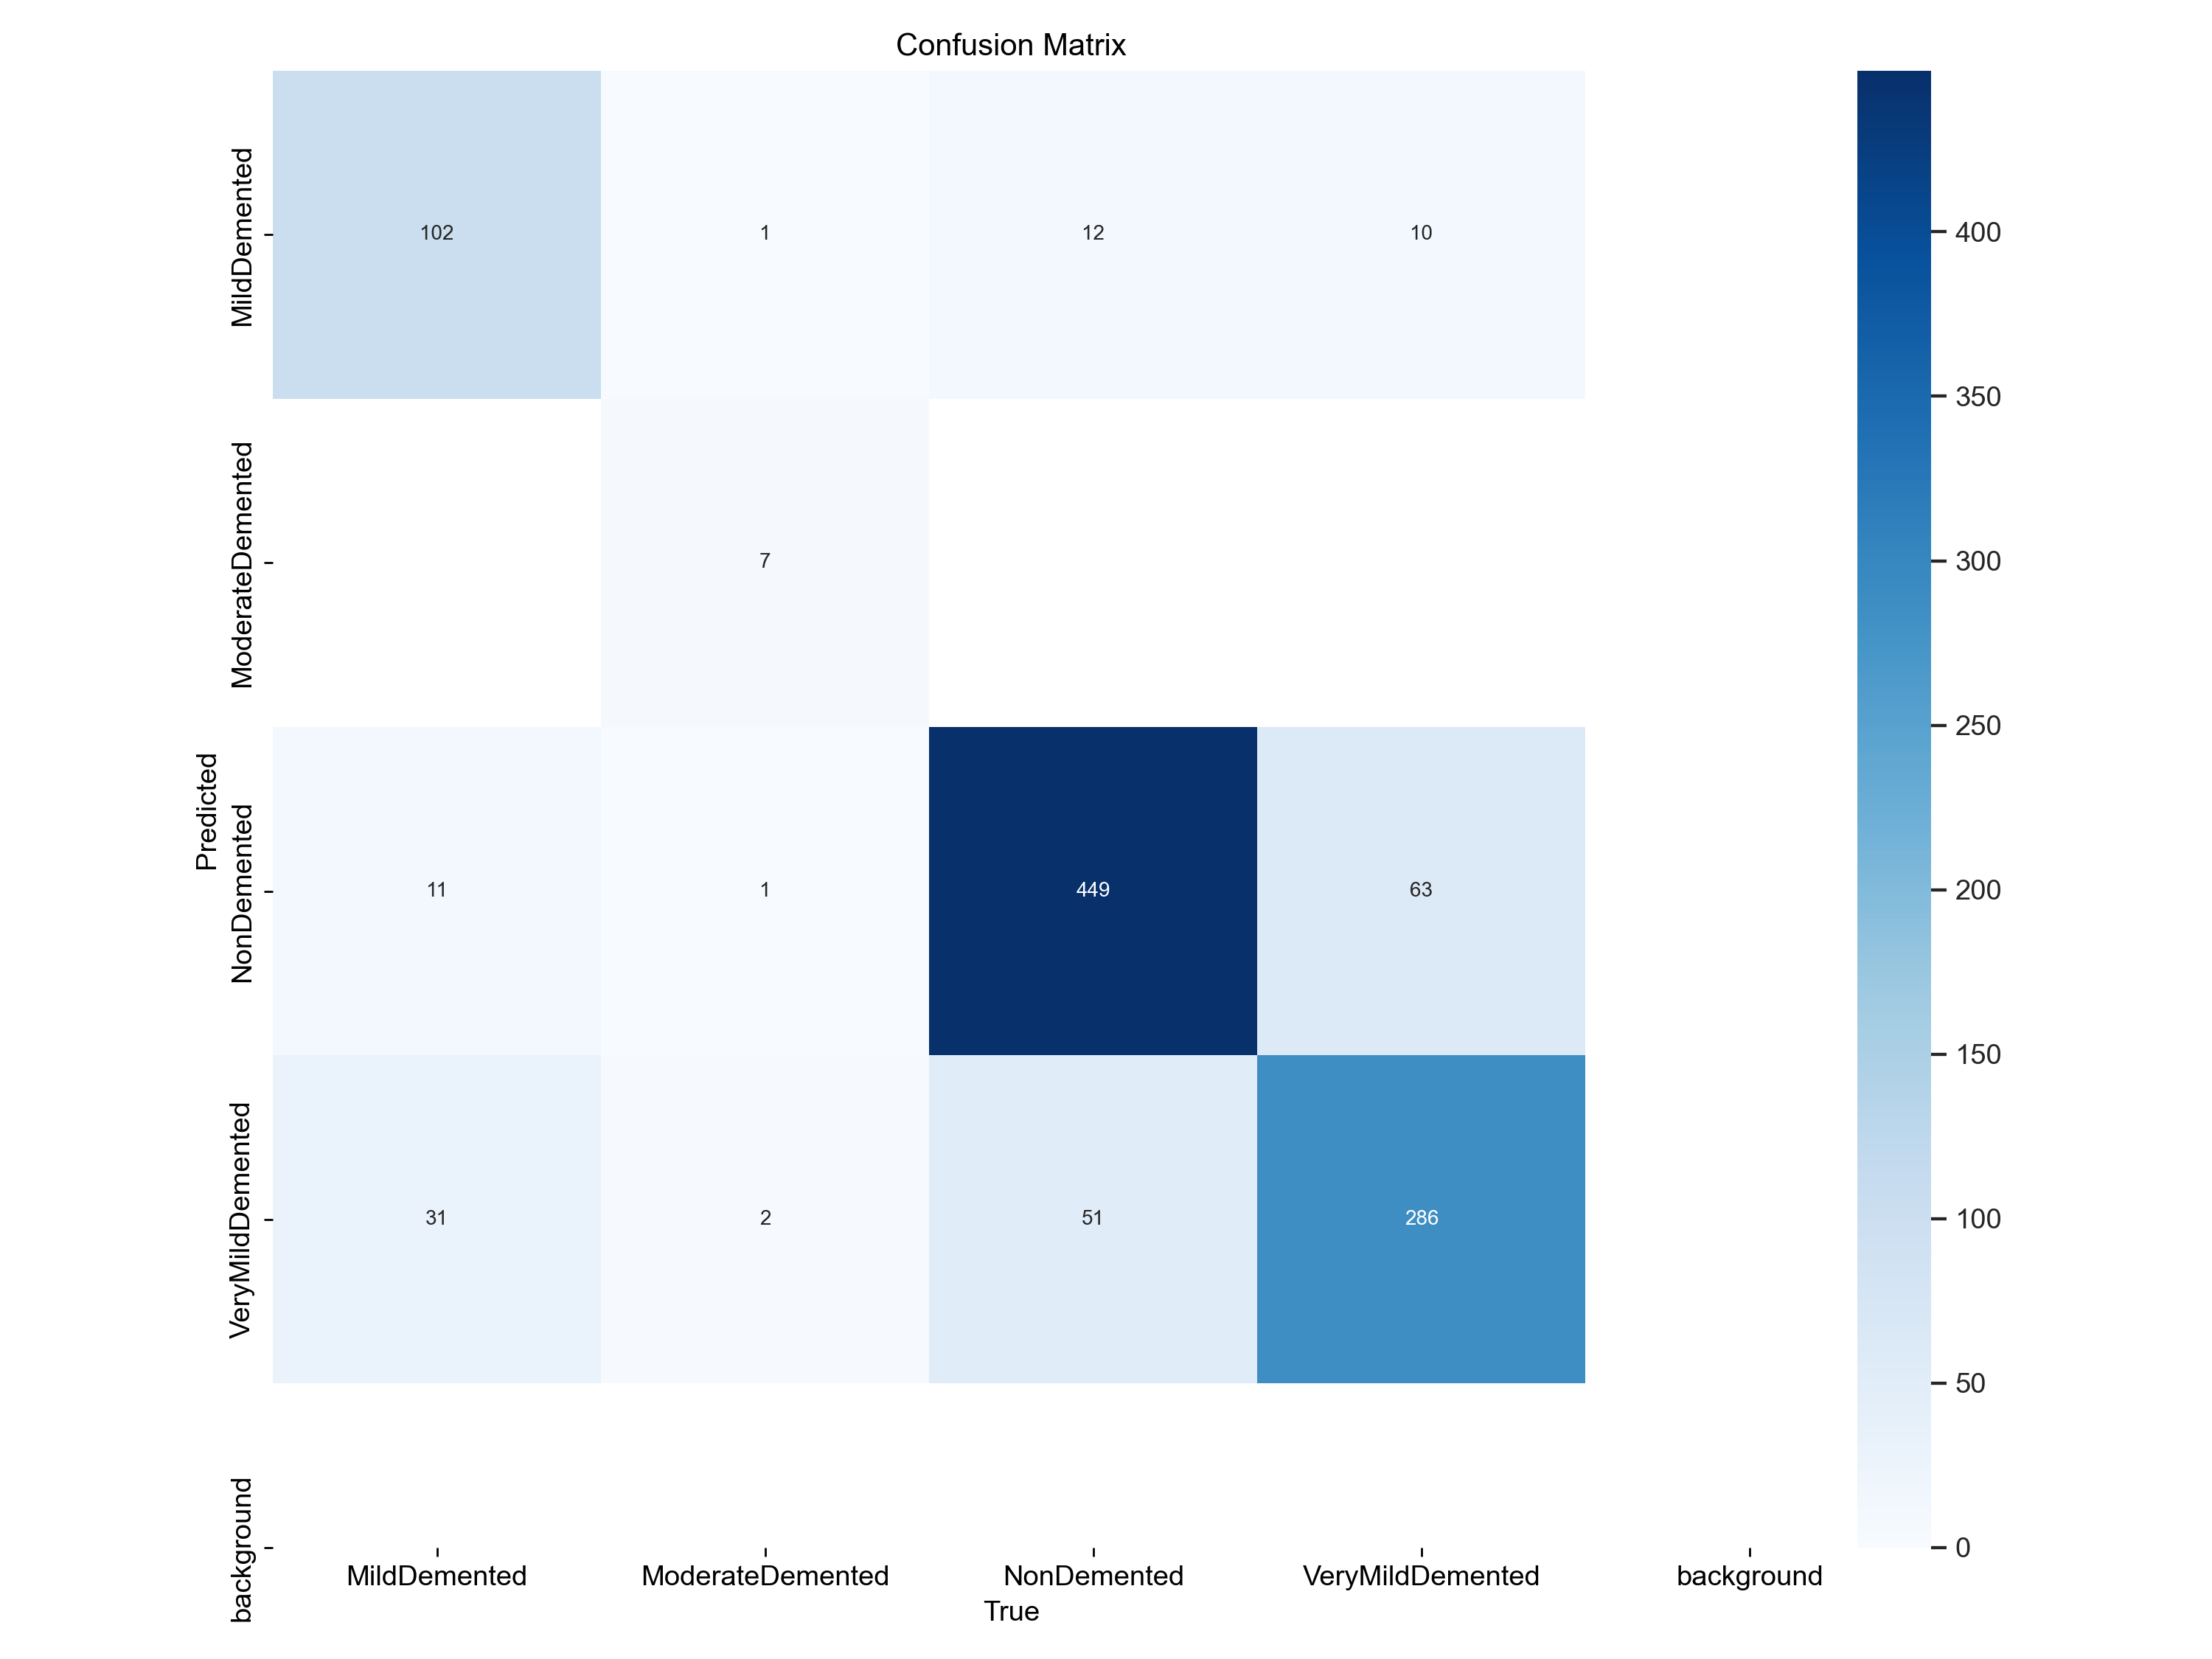 Confusion Matrix
MildDemented
102
1
12
10
ModerateDemented
7
Predicted
NonDemented
11
1
449
63
VeryMildDemented
31
2
51
286
background
MildDemented
ModerateDemented
NonDemented
VeryMildDemented
background
True
400
350
300
250
200
150
100
50
0